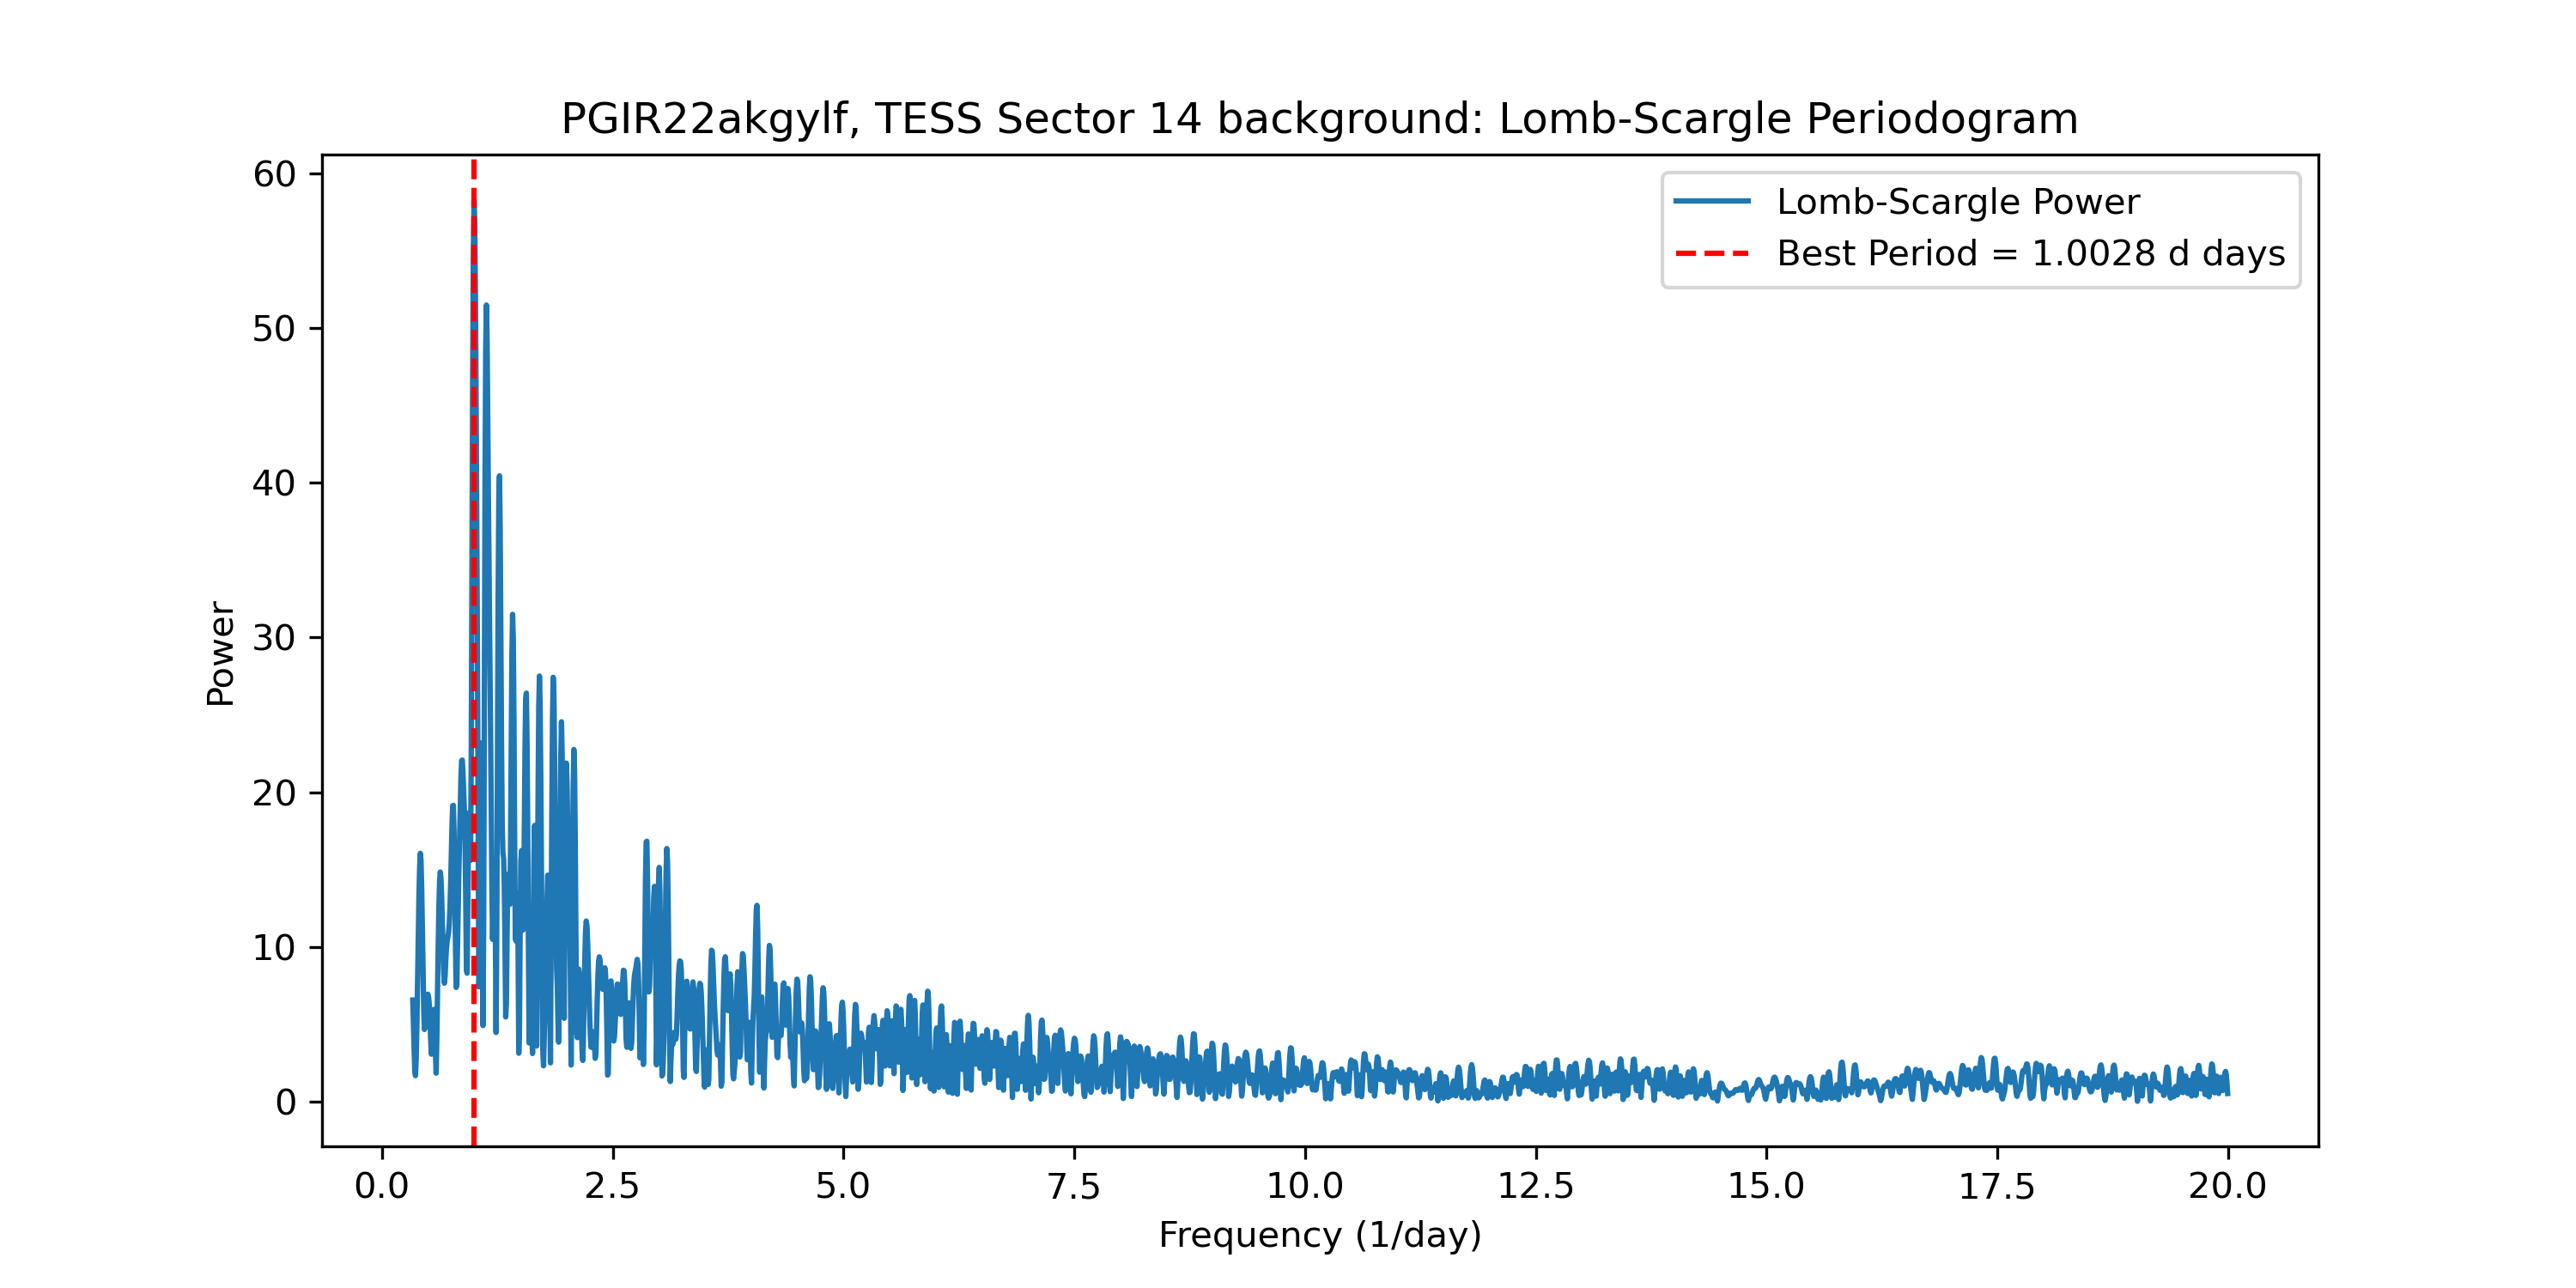 PGIR22akgylf, TESS Sector 14 background: Lomb-Scargle Periodogram
Lomb-Scargle Power
Best Period = 1.0028 d days
60
50
40
30
20
10
0
Power
0.0 2.5 5.0 7.5 10.0 12.5 15.0 17.5 20.0
Frequency (1/day)